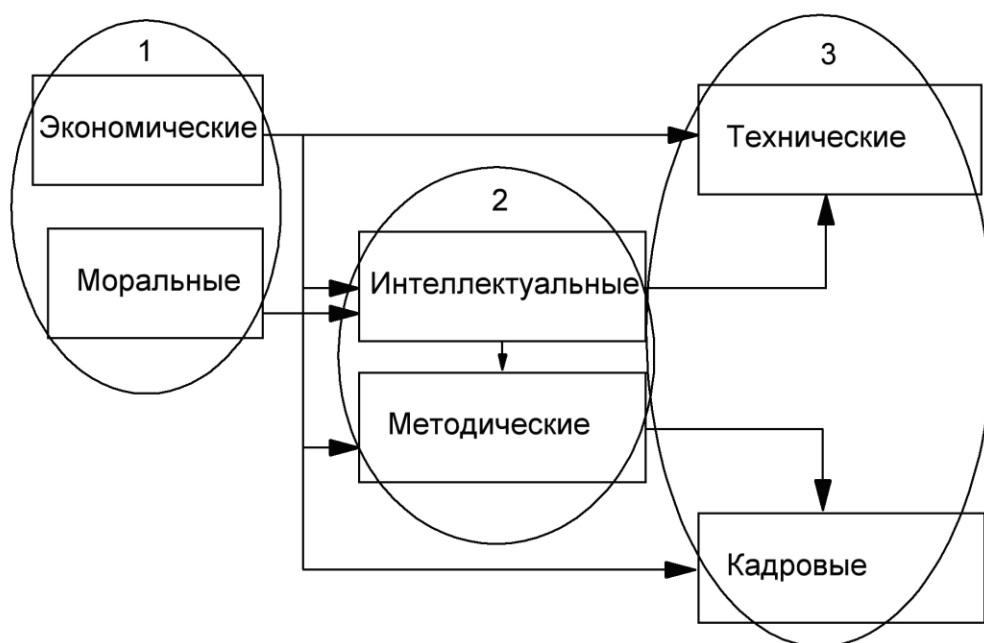 1
Экономические
Моральные
2
Интеллектуальные
Методические
3
Технические
Кадровые